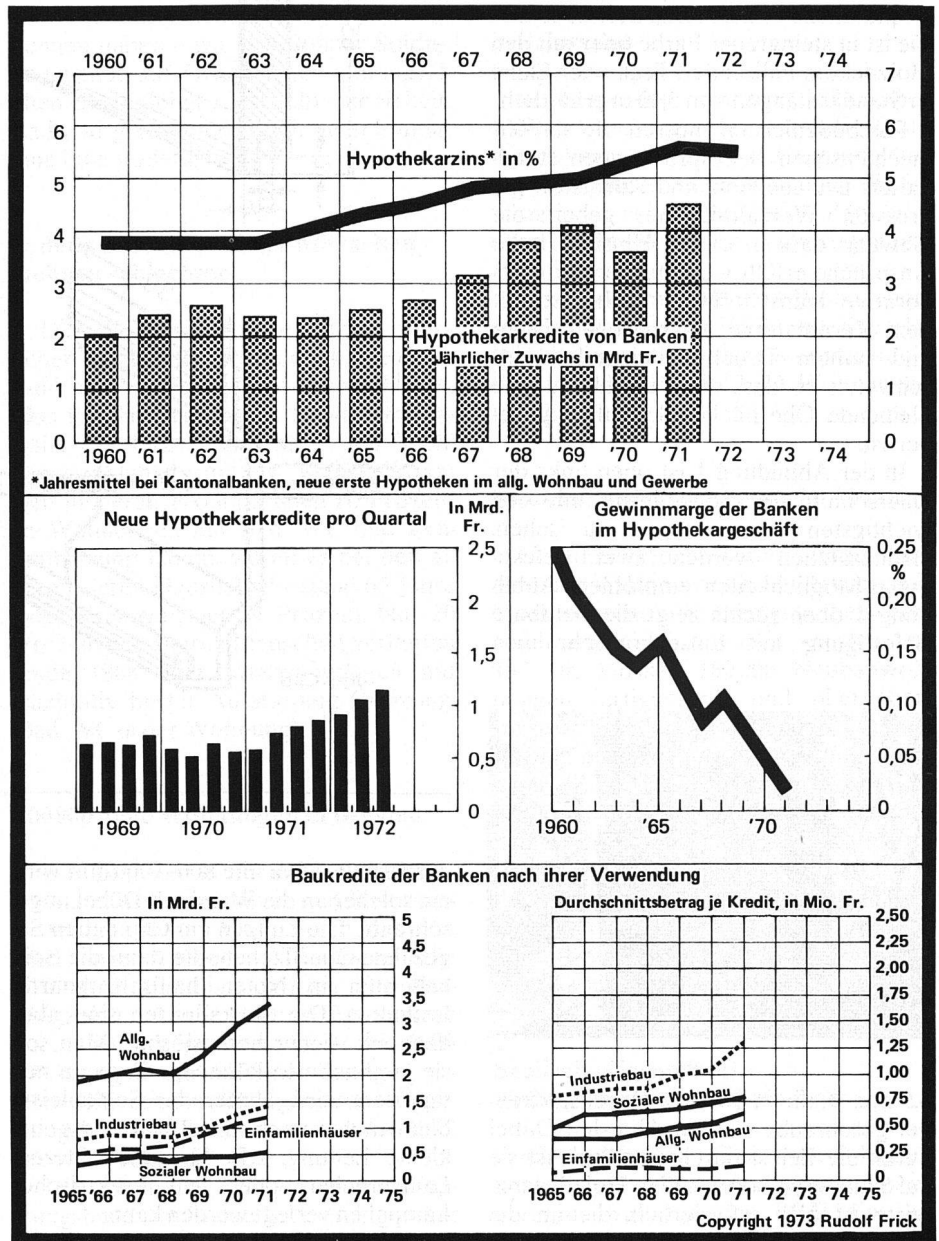 1960 '61 '62 '63 '64 '65 '66 '67 '68 '69 '70 '71 '72 '73 '74
7 7
6 6
Hypothekarzins* in %
5 5
4 4
3 3
Hypothekarkredite von Banken
2 2
Jährlicher Zuwachs in Mrd.Fr.
1 1
0 0
1960 '61 '62 '63 '64 '65 '66 '67 '68 '69 '70 '71 '72 '73 '74
*Jahresmittel bei Kantonalbanken, neue erste Hypotheken im allg. Wohnbau und Gewerbe
Neue Hypothekarkredite pro Quartal
In Mrd.
Fr.
2,5
2
1,5
1
0,5
0
1969 1970 1971 1972
Gewinnmarge der Banken
im Hypothekargeschäft
0,25
%
0,20
0,15
0,10
0,05
0
1960 '65 '70
Baukredite der Banken nach ihrer Verwendung
In Mrd. Fr.
5
4,5
4
3,5
3
Allg.
Wohnbau
2,5
2
1,5
Industriebau
Einfamilienhäuser
1
0,5
Sozialer Wohnbau
0
1965 '66 '67 '68 '69 '70 '71 '72 '73 '74 '75
Durchschnittsbetrag je Kredit, in Mio. Fr.
2,50
2,25
2,00
1,75
1,50
1,25
Industriebau
1,00
Sozialer Wohnbau
0,75
0,50
Allg. Wohnbau
Einfamilienhäuser
0,25
0
1965 '66 '67 '68 '69 '70 '71 '72 '73 '74 '75
Copyright 1973 Rudolf Frick